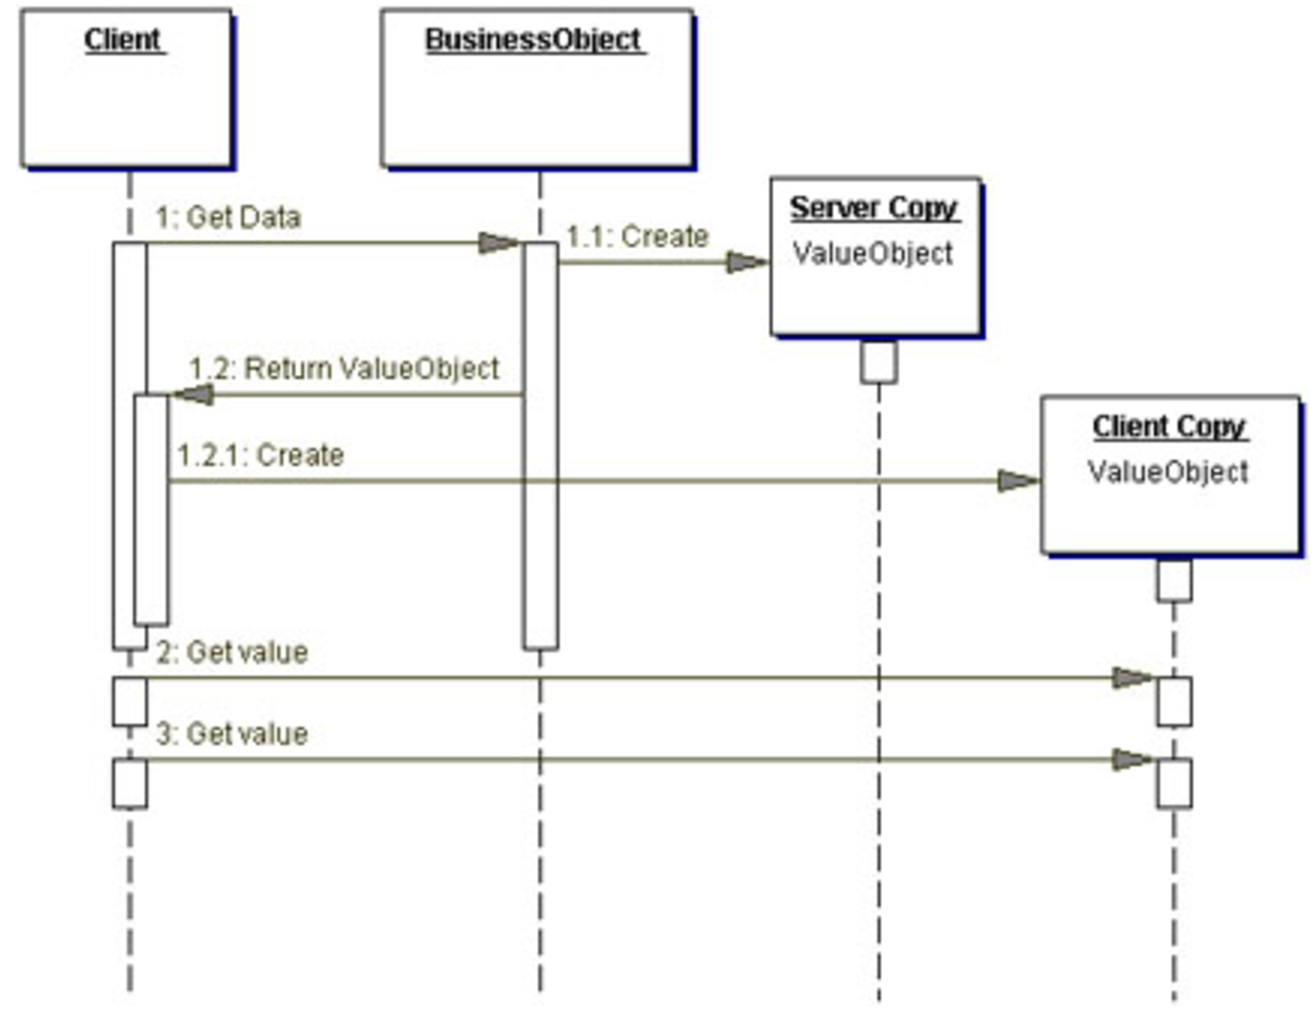 Client
BusinessObject
Server Copy
ValueObject
1: Get Data
1.1: Create
1.2: Return ValueObject
Client Copy
ValueObject
1.2.1: Create
2: Get value
3: Get value